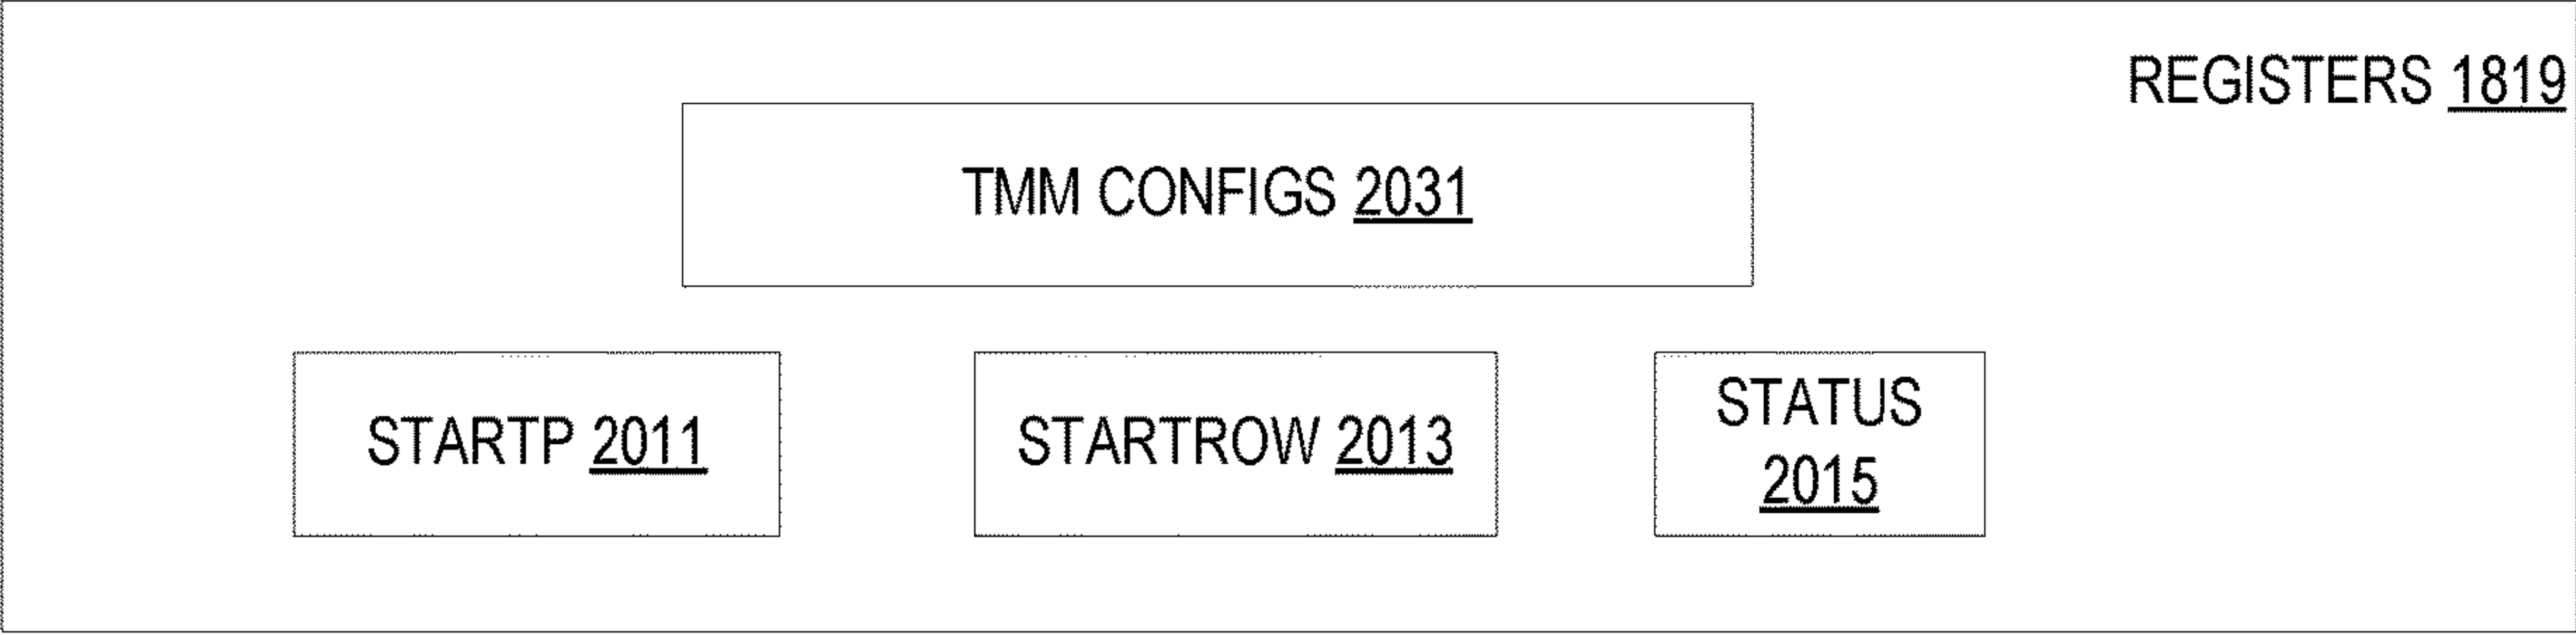 REGISTERS 1819
TMM CONFIGS 2031
STARTP 2011
STARTROW 2013
STATUS
2015